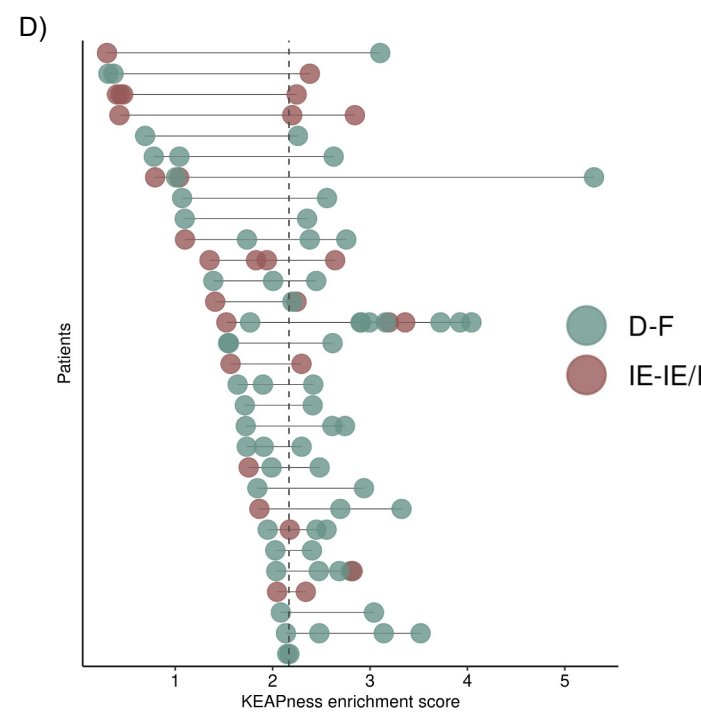 D)
Patients
D-F
IE-IE/
1 2 3 4 5
KEAPness enrichment score